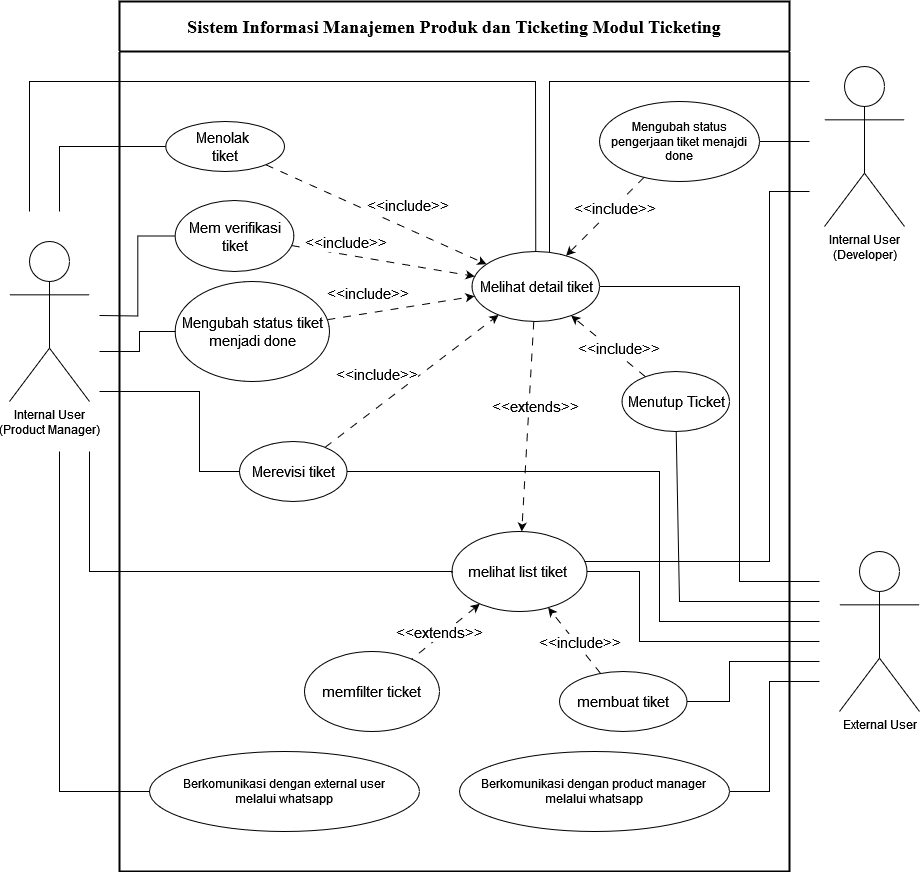 Sistem Informasi Manajemen Produk dan Ticketing Modul Ticketing
Menolak
tiket
Mengubah status
pengerjaan tiket menajdi
done
<<include>>
<<include>>
Mem verifikasi
tiket
<<include>>
Internal User
(Developer)
Melihat detail tiket
<<include>>
Mengubah status tiket
menjadi done
<<include>>
<<include>>
<<extends>>
Menutup Ticket
Internal User
(Product Manager)
Merevisi tiket
melihat list tiket
<<extends>>
<<include>>
memfilter ticket
membuat tiket
External User
Berkomunikasi dengan external user
melalui whatsapp
Berkomunikasi dengan product manager
melalui whatsapp